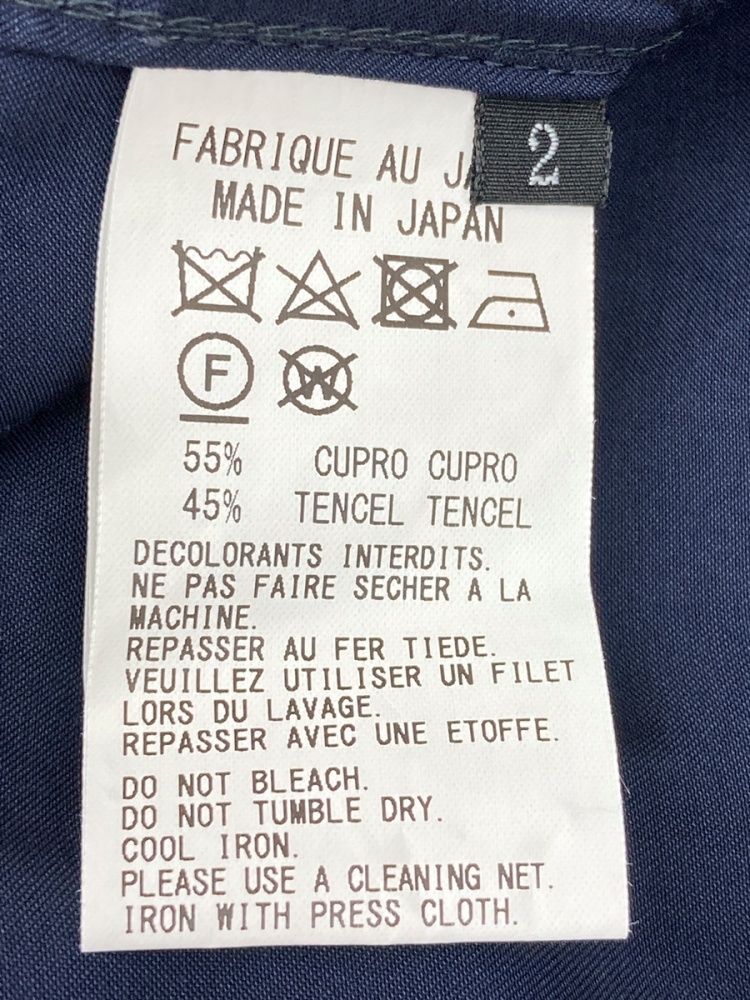 FABRIQUE AU
2
MADE IN JAPAN
F
W
55% CUPRO CUPRO
45% TENCEL TENCEL
DECOLORANTS INTERDITS.
NE PAS FAIRE SECHER A LA
MACHINE.
REPASSER AU FER TIEDE.
VEUILLEZ UTILISER UN FILET
LORS DU LAVAGE.
REPASSER AVEC UNE ETOFFE.
DO NOT BLEACH.
DO NOT TUMBLE DRY.
COOL IRON.
PLEASE USE A CLEANING NET.
IRON WITH PRESS CLOTH.